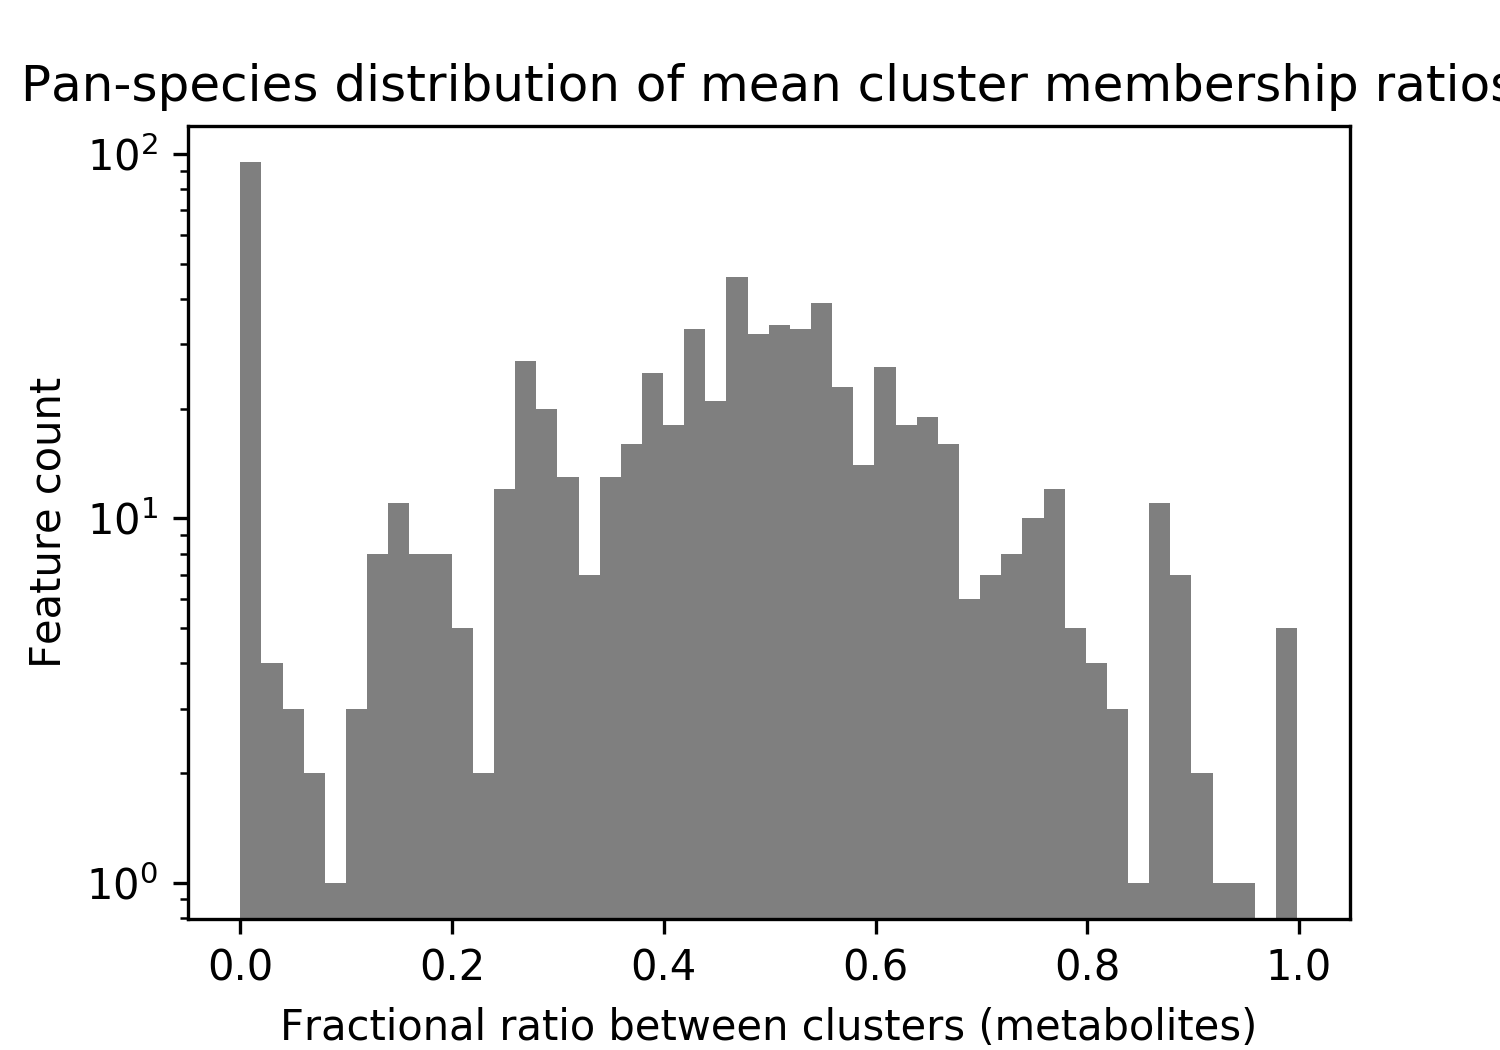 Pan-species distribution of mean cluster membership ratios
10²
10¹
10⁰
Feature count
0.0 0.2 0.4 0.6 0.8 1.0
Fractional ratio between clusters (metabolites)